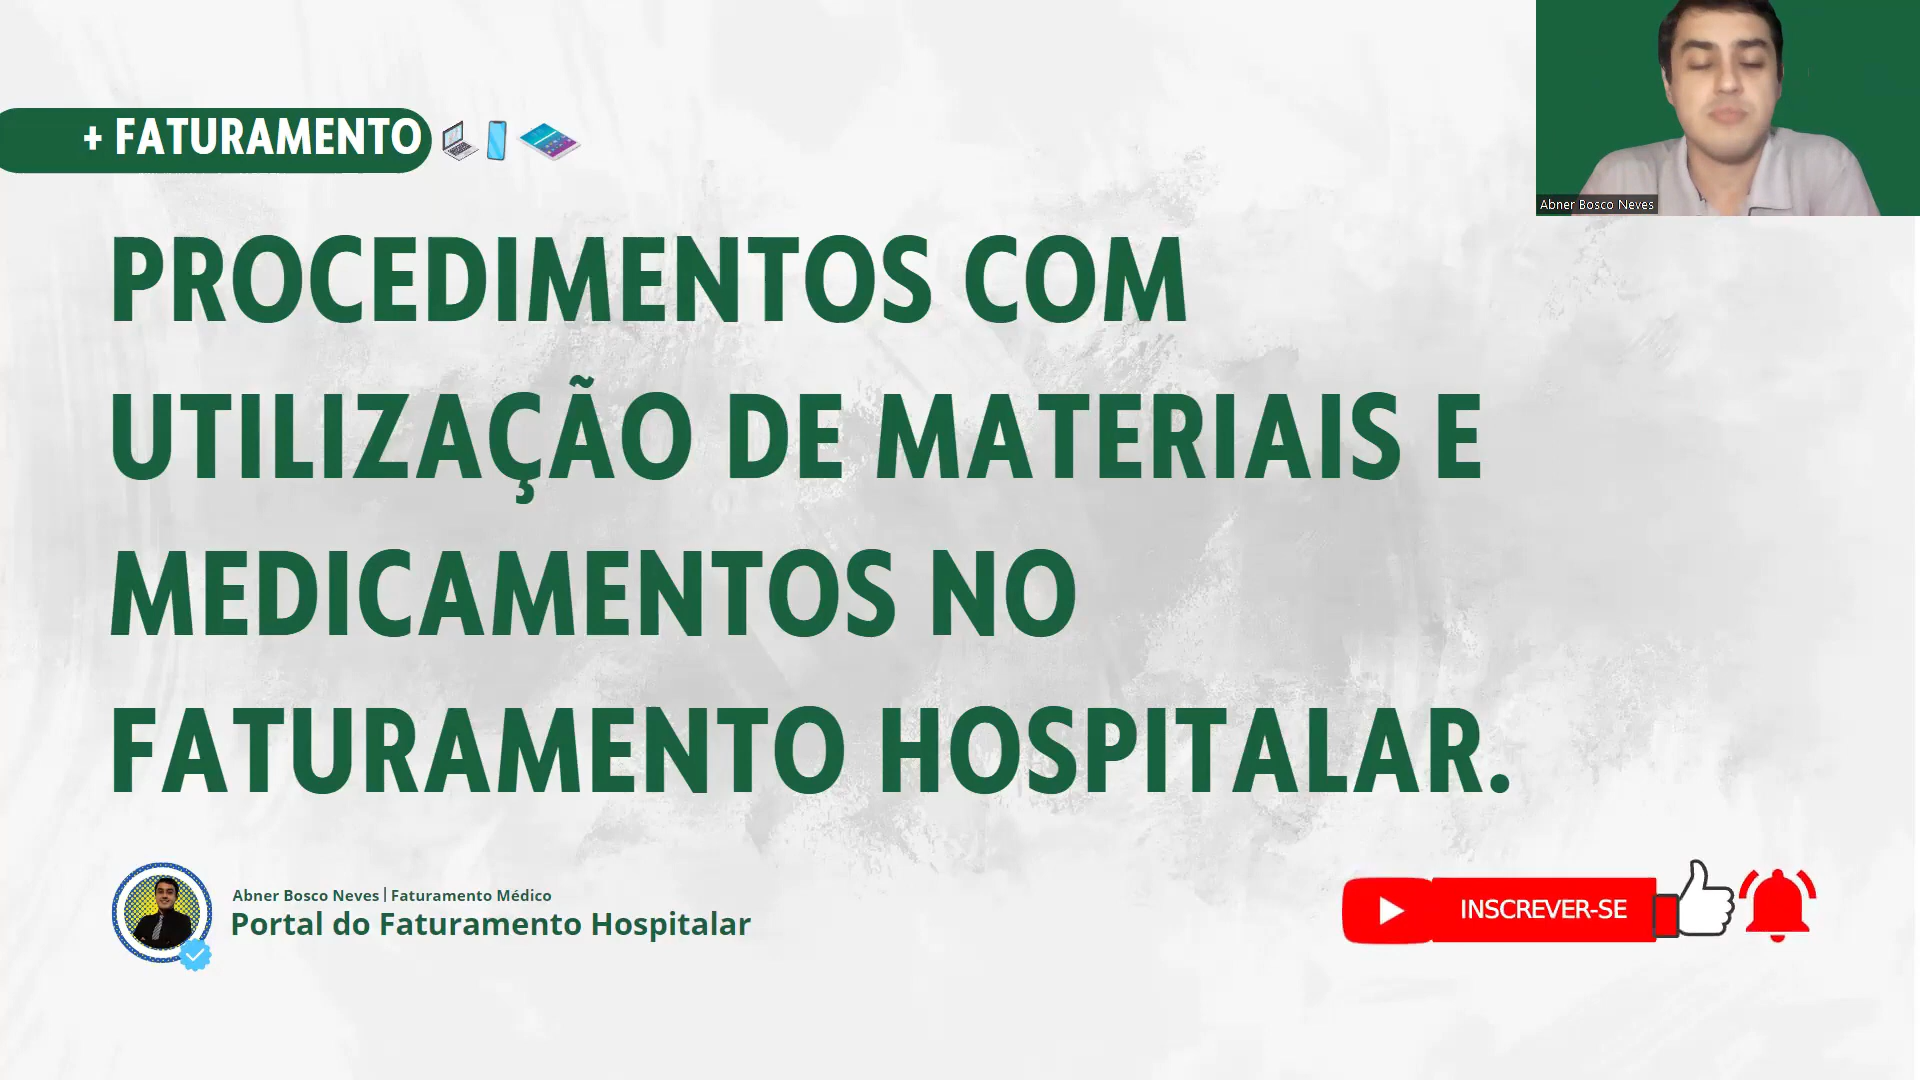 + FATURAMENTO
Abner Bosco Neves
PROCEDIMENTOS COM
UTILIZAÇÃO DE MATERIAIS E
MEDICAMENTOS NO
FATURAMENTO HOSPITALAR.
Abner Bosco Neves | Faturamento Médico
Portal do Faturamento Hospitalar
INSCREVER-SE